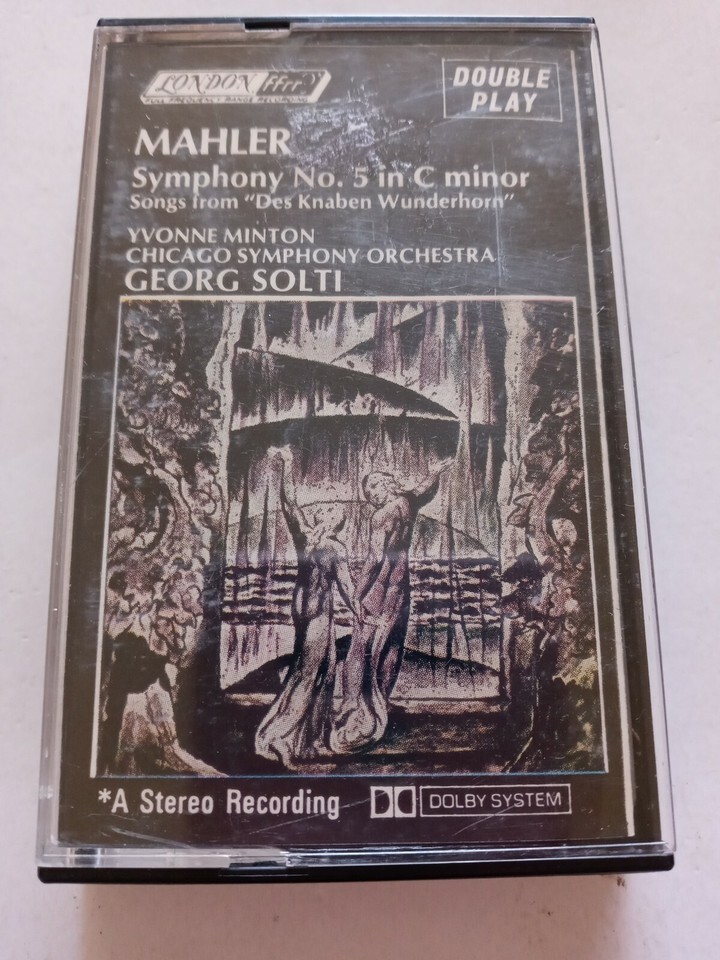 LONDON ffrr
FULL FREQUENCY RANGE RECORDING
DOUBLE
PLAY
MAHLER
Symphony No. 5 in C minor
Songs from "Des Knaben Wunderhorn"
YVONNE MINTON
CHICAGO SYMPHONY ORCHESTRA
GEORG SOLTI
*A Stereo Recording
DOLBY SYSTEM